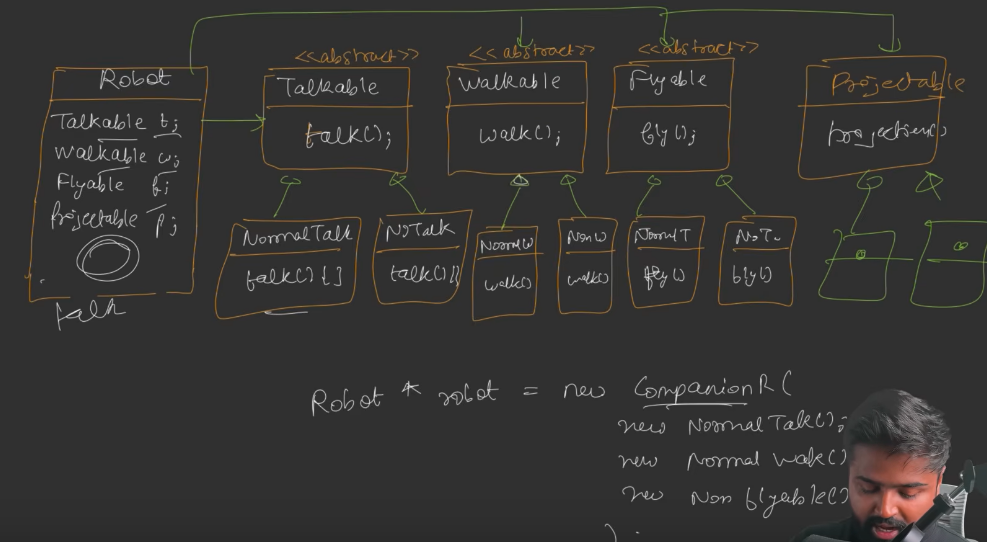 <<abstract>>
<<abstract>>
<<abstract>>
Robot
Talkable t;
Walkable w;
Flyable f;
Projectable p;
talk
Talkable
talk();
Walkable
walk();
Flyable
fly();
Projectable
NormalTalk
talk(){}
NoTalk
talk(){}
NormalW
walk()
NonW
walk()
NormalT
fly()
fly()
Robot * robot = new CompanionR(
new NormalTalk();
new Normal Walk()
new Non flyable()
) ;